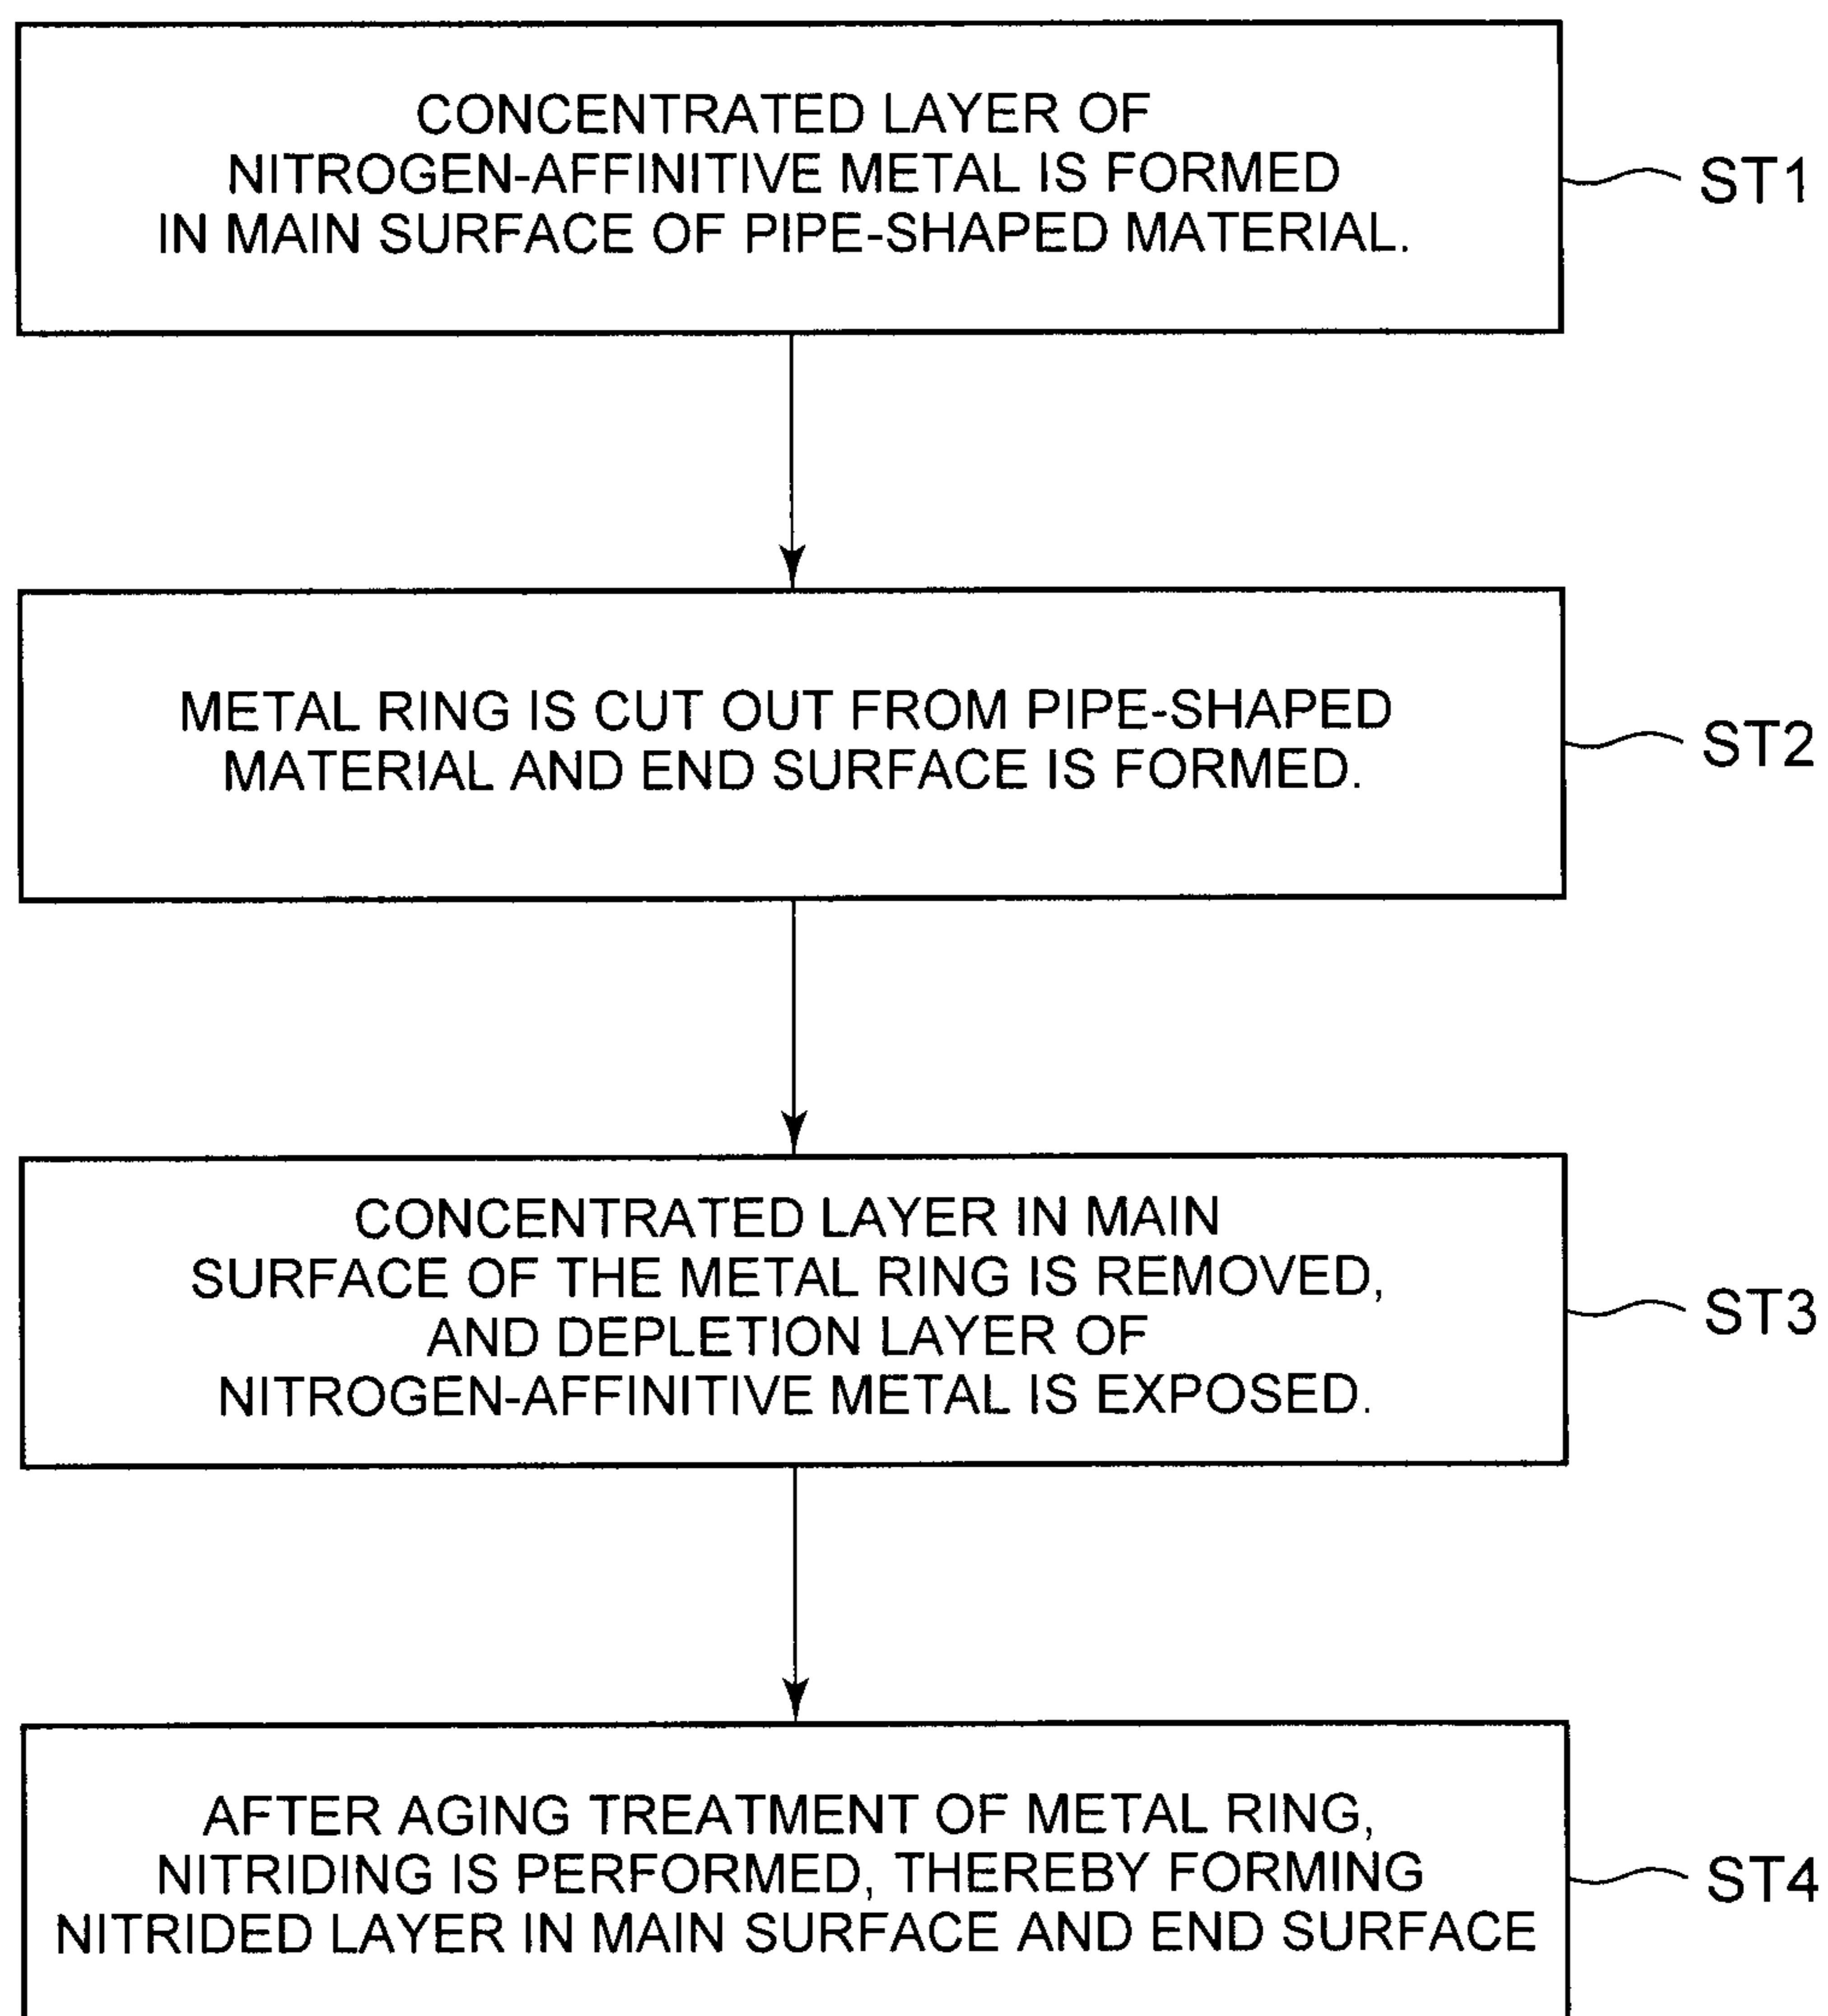 CONCENTRATED LAYER OF
NITROGEN-AFFINITIVE METAL IS FORMED
IN MAIN SURFACE OF PIPE-SHAPED MATERIAL.
ST1
METAL RING IS CUT OUT FROM PIPE-SHAPED
MATERIAL AND END SURFACE IS FORMED.
ST2
CONCENTRATED LAYER IN MAIN
SURFACE OF THE METAL RING IS REMOVED,
AND DEPLETION LAYER OF
NITROGEN-AFFINITIVE METAL IS EXPOSED.
ST3
AFTER AGING TREATMENT OF METAL RING,
NITRIDING IS PERFORMED, THEREBY FORMING
NITRIDED LAYER IN MAIN SURFACE AND END SURFACE
ST4